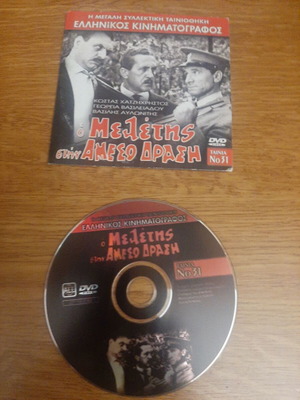 Η ΜΕΓΑΛΗ ΣΥΛΛΕΚΤΙΚΗ ΤΑΙΝΙΟΘΗΚΗ
ΕΛΛΗΝΙΚΟΣ ΚΙΝΗΜΑΤΟΓΡΑΦΟΣ
ΚΩΣΤΑΣ ΧΑΤΖΗΧΡΗΣΤΟΣ
ΓΕΩΡΓΙΑ ΒΑΣΙΛΕΙΑΔΟΥ
ΒΑΣΙΛΗΣ ΑΥΛΩΝΙΤΗΣ
ο Μελέτης
στην ΑΜΕΣΟ ΔΡΑΣΗ
DVD
ΤΑΙΝΙΑ
Νο31
ΕΛΛΗΝΙΚΟΣ ΚΙΝΗΜΑΤΟΓΡΑΦΟΣ
ο Μελέτης
στην ΑΜΕΣΟ ΔΡΑΣΗ
DVD
ΤΑΙΝΙΑ
Νο31